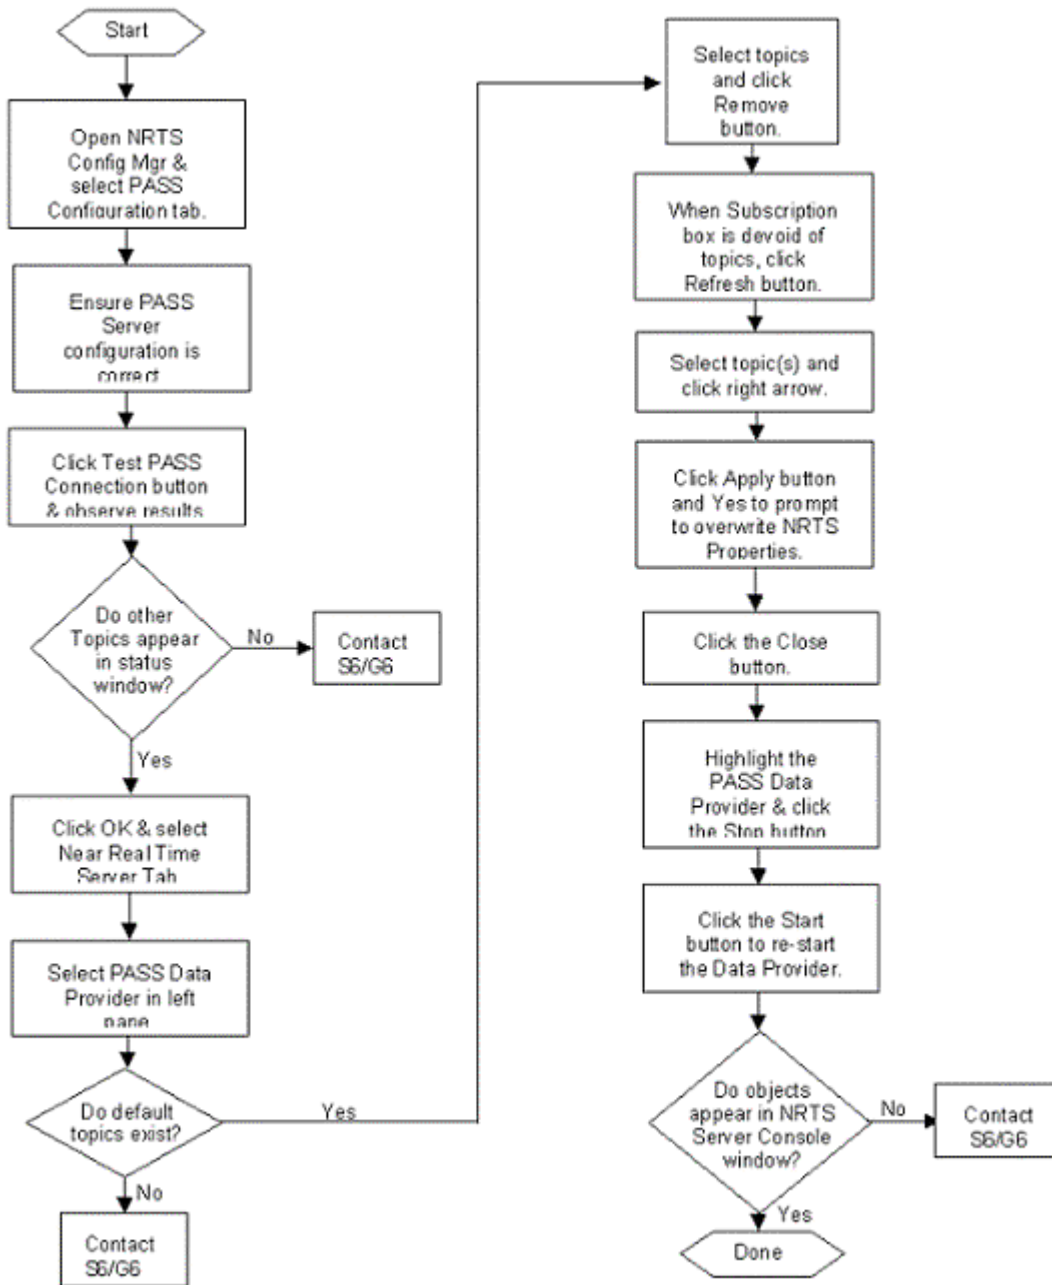 Start
Open NRTS
Config Mgr &
select PASS
Configuration tab.
Ensure PASS
Server
configuration is
correct
Click Test PASS
Connection button
& observe results
Do other
Topics appear
in status
window?
No
Contact
S6/G6
Yes
Click OK & select
Near Real Time
Server Tab
Select PASS Data
Provider in left
pane
Do default
topics exist?
Yes
No
Contact
S6/G6
Select topics
and click
Remove
button.
When Subscription
box is devoid of
topics, click
Refresh button.
Select topic(s) and
click right arrow.
Click Apply button
and Yes to prompt
to overwrite NRTS
Properties.
Click the Close
button.
Highlight the
PASS Data
Provider & click
the Stop button
Click the Start
button to re-start
the Data Provider.
Do objects
appear in NRTS
Server Console
window?
No
Contact
S6/G6
Yes
Done